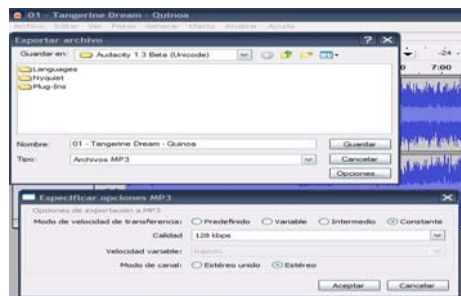 01 - Tangerine Dream - Quinoa
Archivo Editar Ver Pistas Generar Efecto Analizar Ayuda
Exportar archivo
Guardar en: Audacity 1.3 Beta (Unicode)
-24
Languages
Nyquist
Plug-Ins
7:00
Nombre: 01 - Tangerine Dream - Quinoa Guardar
Tipo: Archivos MP3 Cancelar
Opciones...
Especificar opciones MP3
Opciones de exportación a MP3
Modo de velocidad de transferencia: Predefinido Variable Intermedio Constante
Calidad 128 kbps
Velocidad variable: Rápido
Modo de canal: Estéreo unido Estéreo
Aceptar Cancelar